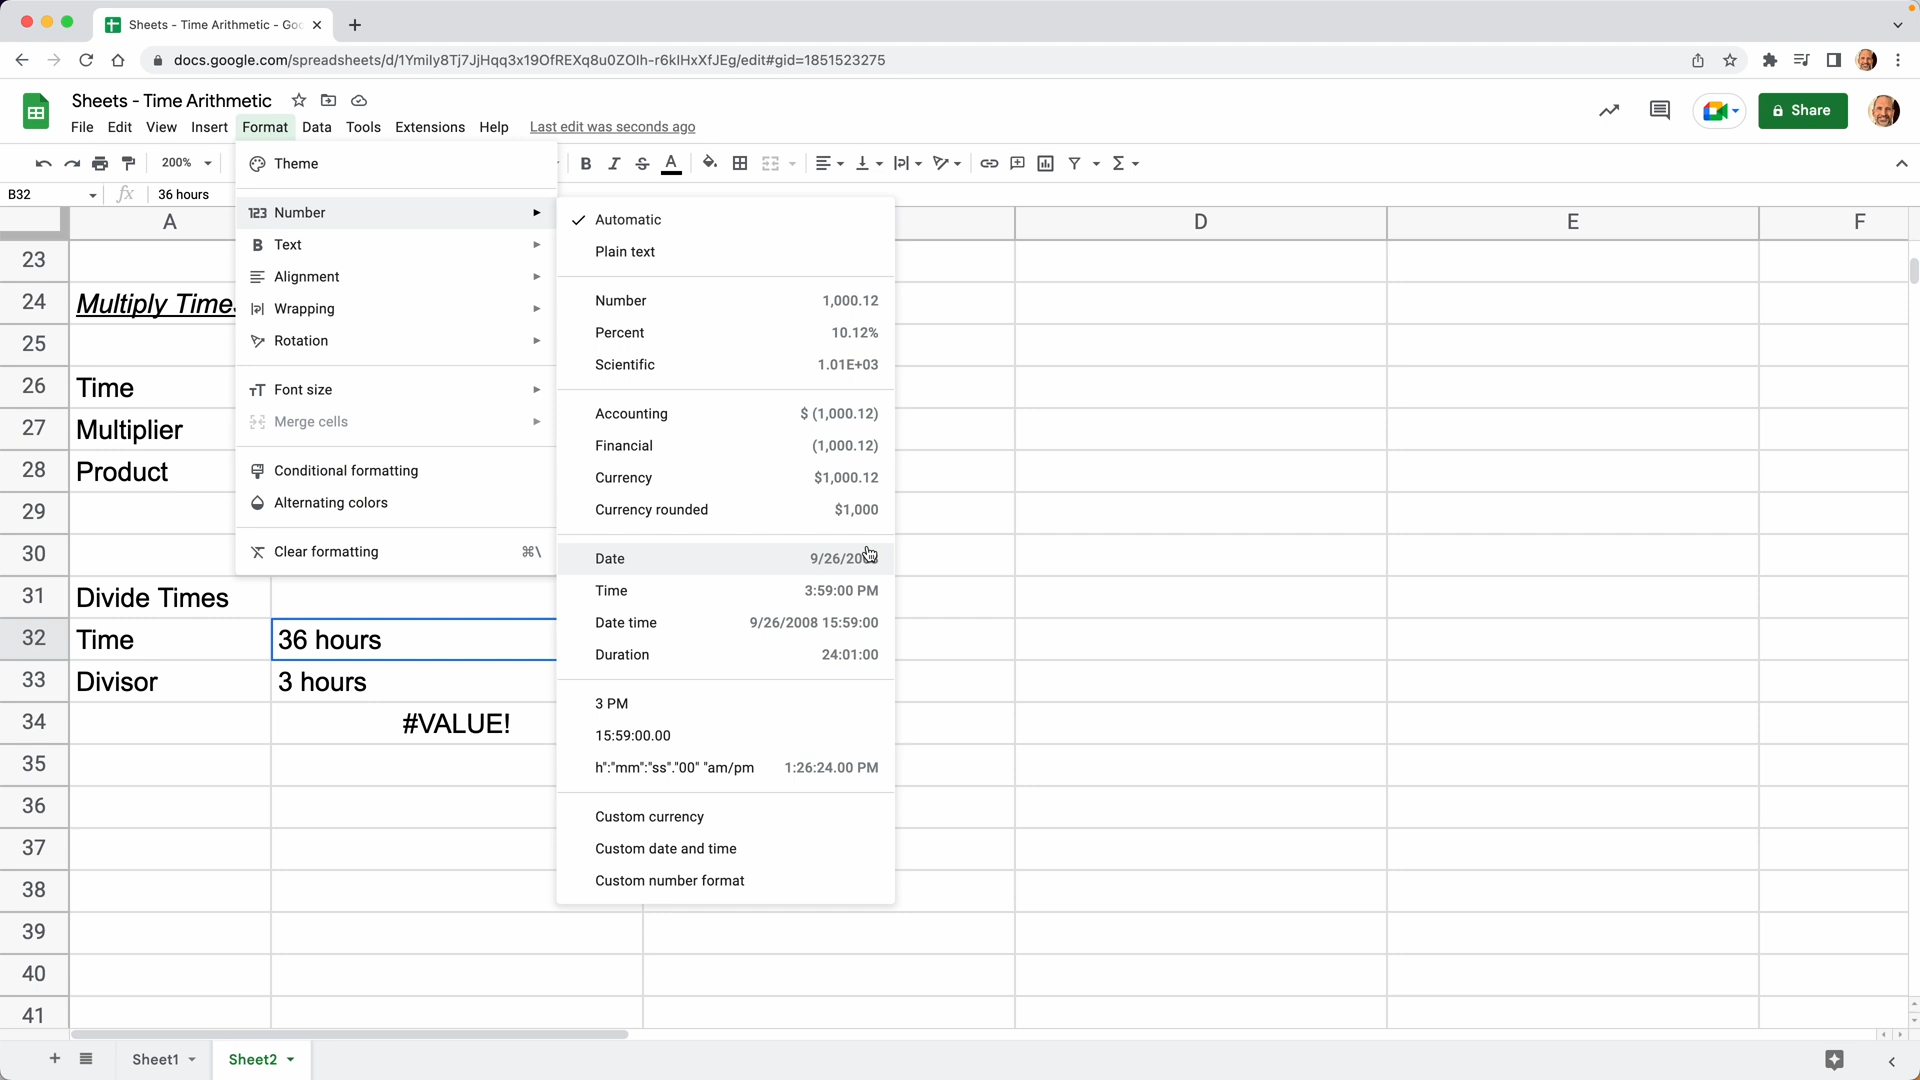 Sheets - Time Arithmetic - Goo
docs.google.com/spreadsheets/d/1Ymily8Tj7JjHqq3x19OfREXq8u0ZOlh-r6klHxXfJEg/edit#gid=1851523275
Sheets - Time Arithmetic
File Edit View Insert Format Data Tools Extensions Help Last edit was seconds ago
Share
200%
B I S A
B32 fx 36 hours
A D E F
Theme
123 Number
B Text
Alignment
Wrapping
Rotation
тT Font size
Merge cells
Conditional formatting
Alternating colors
Clear formatting ⌘\
Automatic
Plain text
Number 1,000.12
Percent 10.12%
Scientific 1.01E+03
Accounting $ (1,000.12)
Financial (1,000.12)
Currency $1,000.12
Currency rounded $1,000
Date
Time 3:59:00 PM
Date time 9/26/2008 15:59:00
Duration 24:01:00
3 PM
15:59:00.00
h":"mm":"ss"."00" "am/pm 1:26:24.00 PM
Custom currency
Custom date and time
Custom number format
23
24 Multiply Times
25
26 Time
27 Multiplier
28 Product
29
30
31 Divide Times
32 Time 36 hours
33 Divisor 3 hours
34 #VALUE!
35
36
37
38
39
40
41
Sheet1 Sheet2